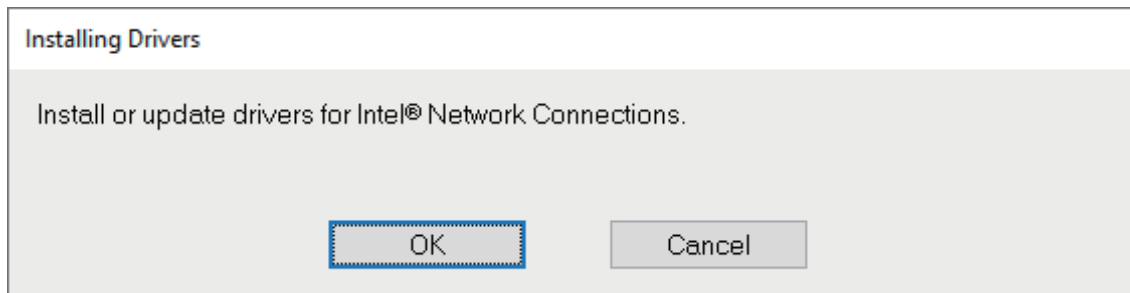 Installing Drivers
Install or update drivers for Intel® Network Connections.
OK
Cancel